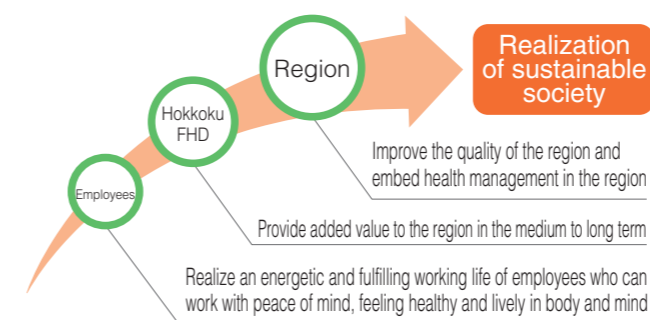 Realization
of sustainable
society
Region
Hokkoku
FHD
Employees
Improve the quality of the region and
embed health management in the region
Provide added value to the region in the medium to long term
Realize an energetic and fulfilling working life of employees who can
work with peace of mind, feeling healthy and lively in body and mind